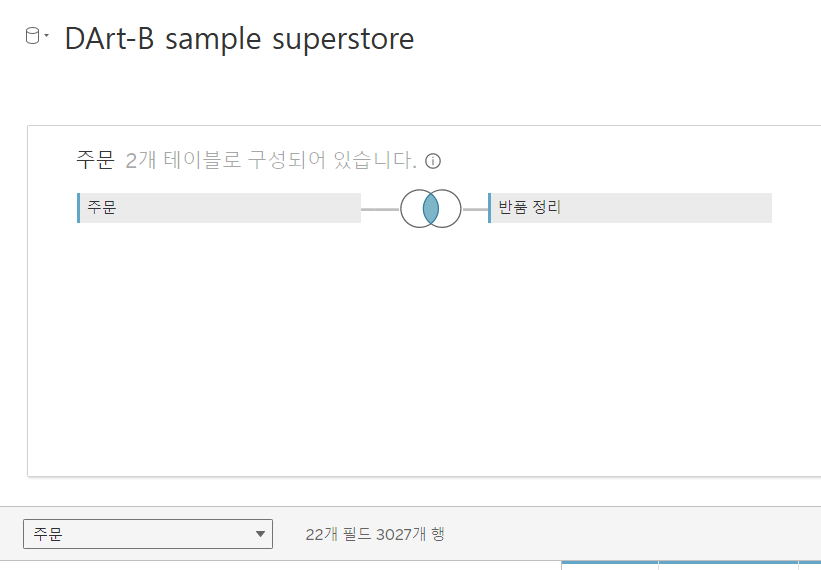 DArt-B sample superstore
주문 2개 테이블로 구성되어 있습니다.
주문
반품 정리
주문
22개 필드 3027개 행